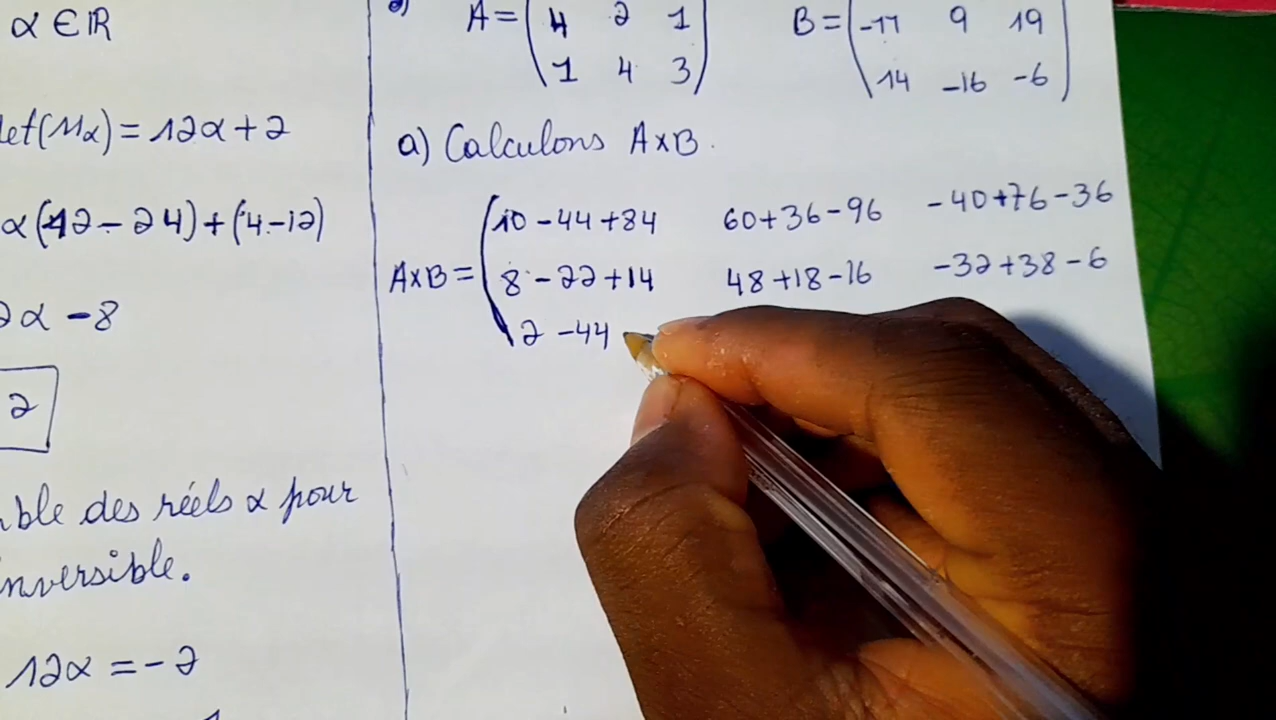 α ∈ ℝ
det(Mα) = 12α + 2
α(12 - 24) + (4 - 12)
2α - 8
2
des réels α pour
inversible.
12α = -2
A = ( 4 2 1
1 4 3 )
B = ( -11 9 19
14 -16 -6 )
a) Calculons A×B.
( 10 - 44 + 84 60 + 36 - 96 -40 + 76 - 36
A×B = 8 - 22 + 14 48 + 18 - 16 -32 + 38 - 6
2 - 44